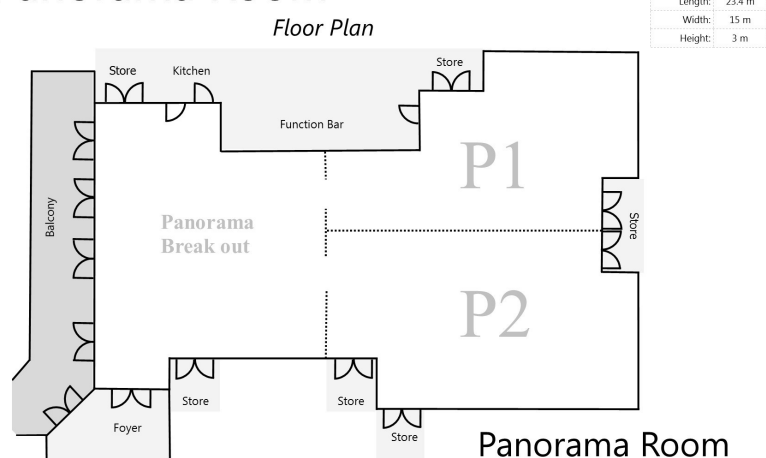 Floor Plan
Length: 23.4 m
Width: 15 m
Height: 3 m
Store
Kitchen
Store
Function Bar
P1
Balcony
Panorama
Break out
Store
P2
Store
Store
Foyer
Store
Panorama Room